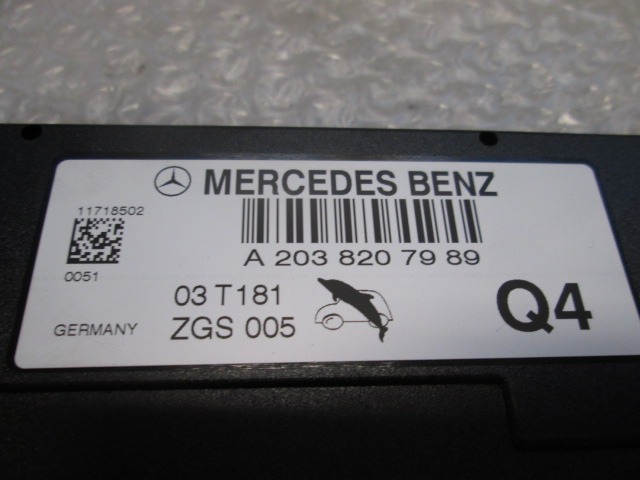 MERCEDES BENZ
11718502
A 203 820 79 89
0051
03 T181
Q4
GERMANY
ZGS 005